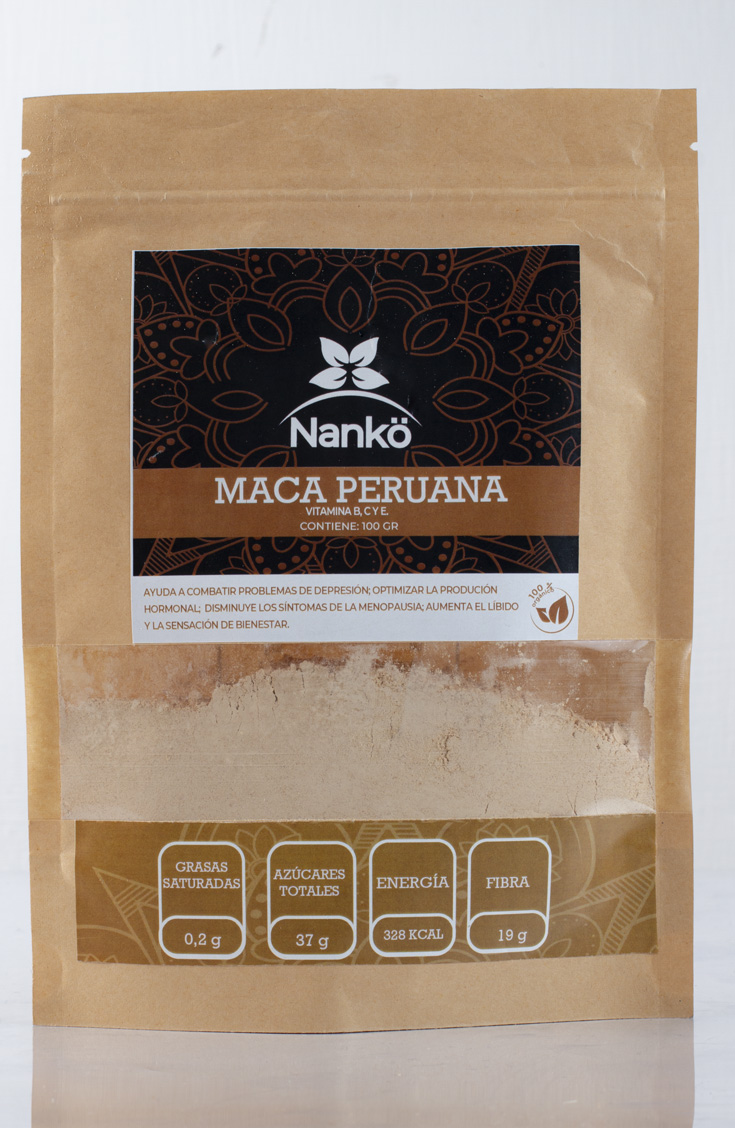 Nankö
MACA PERUANA
VITAMINA B, C Y E.
CONTIENE: 100 GR
AYUDA A COMBATIR PROBLEMAS DE DEPRESIÓN; OPTIMIZAR LA PRODUCIÓN
HORMONAL; DISMINUYE LOS SÍNTOMAS DE LA MENOPAUSIA; AUMENTA EL LÍBIDO
Y LA SENSACIÓN DE BIENESTAR.
100 %
organico
GRASAS
SATURADAS
0,2 g
AZÚCARES
TOTALES
37 g
ENERGÍA
328 KCAL
FIBRA
19 g